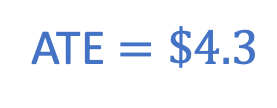 ATE = $4.3